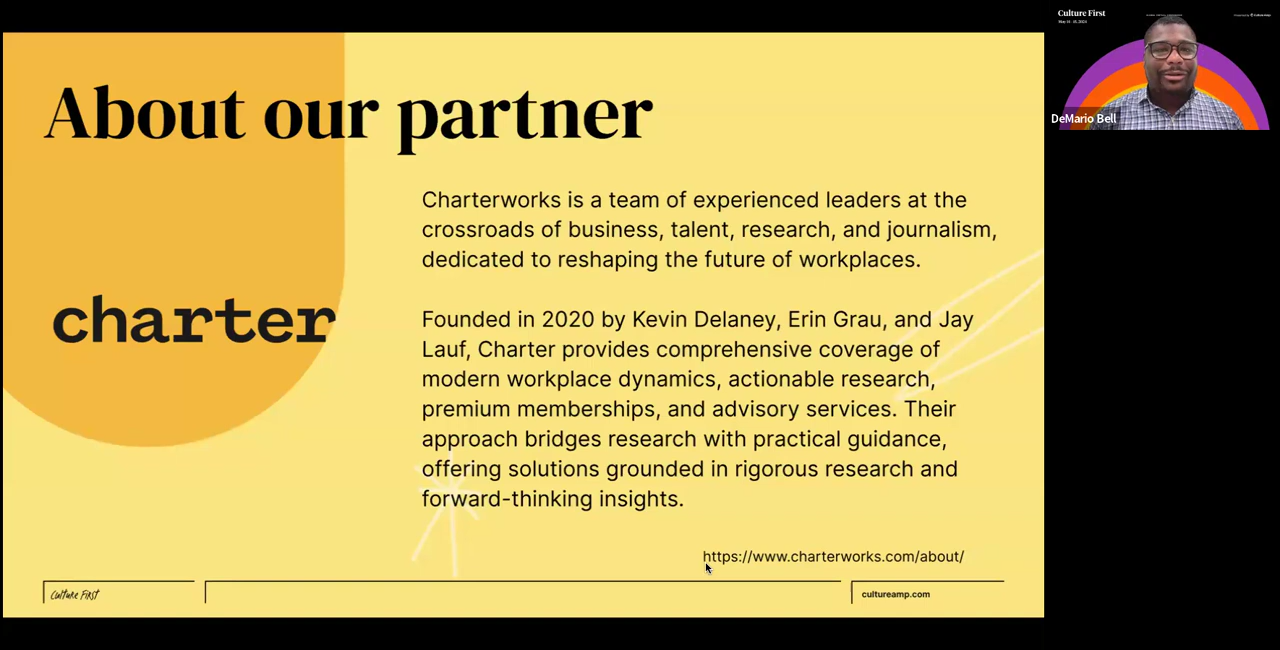 About our partner
charter
Charterworks is a team of experienced leaders at the
crossroads of business, talent, research, and journalism,
dedicated to reshaping the future of workplaces.
Founded in 2020 by Kevin Delaney, Erin Grau, and Jay
Lauf, Charter provides comprehensive coverage of
modern workplace dynamics, actionable research,
premium memberships, and advisory services. Their
approach bridges research with practical guidance,
offering solutions grounded in rigorous research and
forward-thinking insights.
https://www.charterworks.com/about/
Culture First
cultureamp.com
Culture First
DeMario Bell